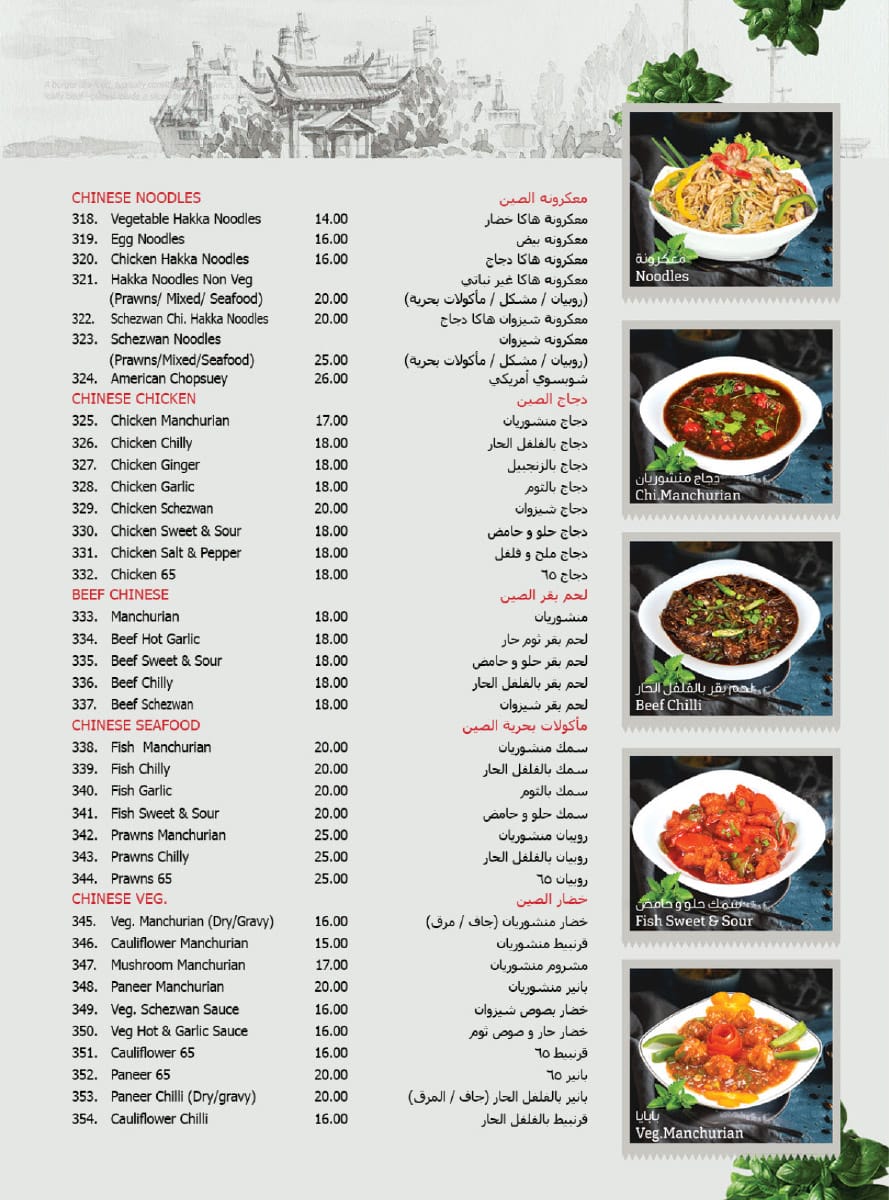 CHINESE NOODLES معكرونه الصين
318. Vegetable Hakka Noodles 14.00 معكرونة هاكا خضار
319. Egg Noodles 16.00 معكرونه بيض
320. Chicken Hakka Noodles 16.00 معكرونه هاكا دجاج
321. Hakka Noodles Non Veg معكرونه هاكا غير نباتي
(Prawns/ Mixed/ Seafood) 20.00 (روبيان / مشكل / مأكولات بحرية)
322. Schezwan Chi. Hakka Noodles 20.00 معكرونة شيزوان هاكا دجاج
323. Schezwan Noodles معكرونه شيزوان
(Prawns/Mixed/Seafood) 25.00 (روبيان / مشكل / مأكولات بحرية)
324. American Chopsuey 26.00 شوبسوي أمريكي
CHINESE CHICKEN دجاج الصين
325. Chicken Manchurian 17.00 دجاج منشوريان
326. Chicken Chilly 18.00 دجاج بالفلفل الحار
327. Chicken Ginger 18.00 دجاج بالزنجبيل
328. Chicken Garlic 18.00 دجاج بالثوم
329. Chicken Schezwan 20.00 دجاج شيزوان
330. Chicken Sweet & Sour 18.00 دجاج حلو و حامض
331. Chicken Salt & Pepper 18.00 دجاج ملح و فلفل
332. Chicken 65 18.00 دجاج ٦٥
BEEF CHINESE لحم بقر الصين
333. Manchurian 18.00 منشوريان
334. Beef Hot Garlic 18.00 لحم بقر ثوم حار
335. Beef Sweet & Sour 18.00 لحم بقر حلو و حامض
336. Beef Chilly 18.00 لحم بقر بالفلفل الحار
337. Beef Schezwan 18.00 لحم بقر شيزوان
CHINESE SEAFOOD مأكولات بحرية الصين
338. Fish Manchurian 20.00 سمك منشوريان
339. Fish Chilly 20.00 سمك بالفلفل الحار
340. Fish Garlic 20.00 سمك بالثوم
341. Fish Sweet & Sour 20.00 سمك حلو و حامض
342. Prawns Manchurian 25.00 روبيان منشوريان
343. Prawns Chilly 25.00 روبيان بالفلفل الحار
344. Prawns 65 25.00 روبيان ٦٥
CHINESE VEG. خضار الصين
345. Veg. Manchurian (Dry/Gravy) 16.00 خضار منشوريان (جاف / مرق)
346. Cauliflower Manchurian 15.00 قرنبيط منشوريان
347. Mushroom Manchurian 17.00 مشروم منشوريان
348. Paneer Manchurian 20.00 بانير منشوريان
349. Veg. Schezwan Sauce 16.00 خضار بصوص شيزوان
350. Veg Hot & Garlic Sauce 16.00 خضار حار و صوص ثوم
351. Cauliflower 65 16.00 قرنبيط ٦٥
352. Paneer 65 20.00 بانير ٦٥
353. Paneer Chilli (Dry/gravy) 20.00 بانير بالفلفل الحار (جاف / المرق)
354. Cauliflower Chilli 16.00 قرنبيط بالفلفل الحار
معكرونة
Noodles
دجاج منشوريان
Chi.Manchurian
لحم بقر بالفلفل الحار
Beef Chilli
سمك حلو و حامض
Fish Sweet & Sour
بابايا
Veg.Manchurian